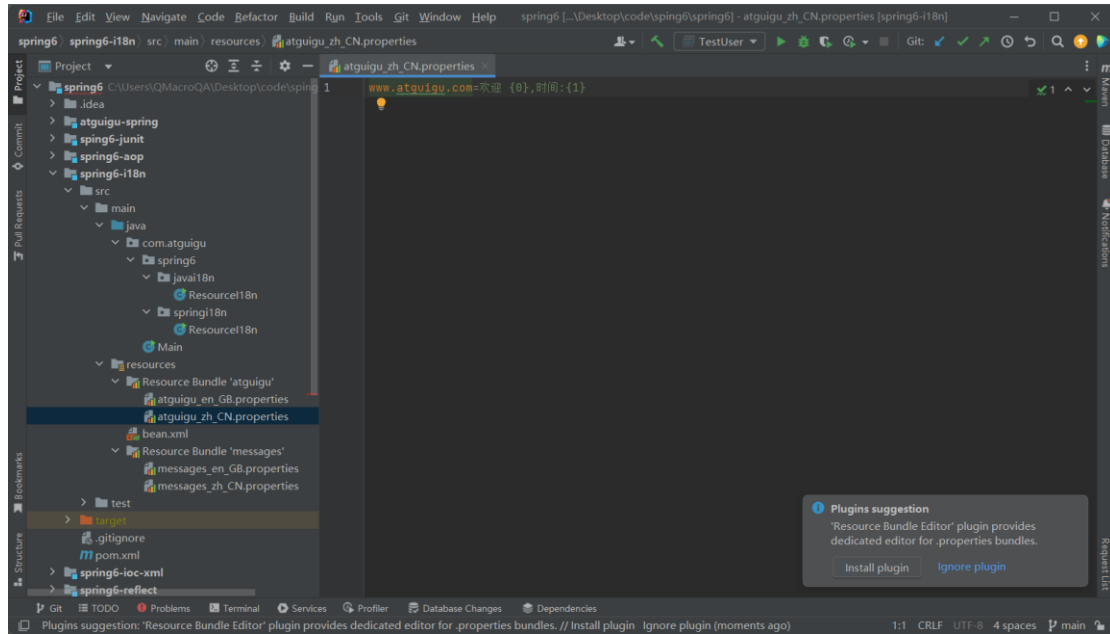 File Edit View Navigate Code Refactor Build Run Tools Git Window Help spring6 [...\Desktop\code\sping6\spring6] - atguigu_zh_CN.properties [spring6-i18n]
spring6 spring6-i18n src main resources atguigu_zh_CN.properties TestUser Git:
Project atguigu_zh_CN.properties
spring6 C:\Users\QMacroQA\Desktop\code\sping 1 www.atguigu.com=欢迎 {0},时间:{1} 1
.idea
atguigu-spring
sping6-junit
spring6-aop
spring6-i18n
src
main
java
com.atguigu
spring6
javai18n
ResourceI18n
springi18n
ResourceI18n
Main
resources
Resource Bundle 'atguigu'
atguigu_en_GB.properties
atguigu_zh_CN.properties
bean.xml
Resource Bundle 'messages'
messages_en_GB.properties
messages_zh_CN.properties
test
target
.gitignore
pom.xml
spring6-ioc-xml
spring6-reflect
Project
Commit
Pull Requests
Bookmarks
Structure
Maven
Database
Notifications
Request List
Plugins suggestion
'Resource Bundle Editor' plugin provides
dedicated editor for .properties bundles.
Install plugin Ignore plugin
Git TODO Problems Terminal Services Profiler Database Changes Dependencies
Plugins suggestion: 'Resource Bundle Editor' plugin provides dedicated editor for .properties bundles. // Install plugin Ignore plugin (moments ago) 1:1 CRLF UTF-8 4 spaces main